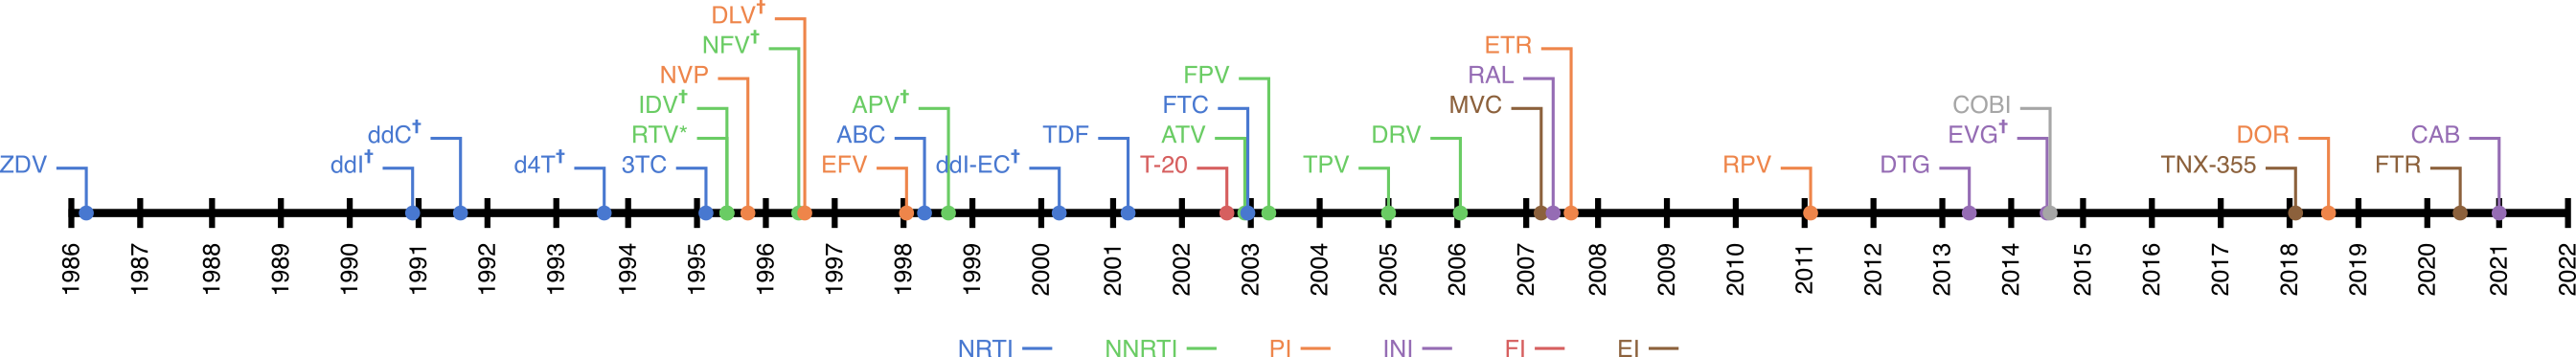 DLV†
NFV† ETR
NVP FPV RAL
IDV† APV† FTC MVC COBI
ddC† RTV* ABC TDF ATV DRV EVG† DOR CAB
ZDV ddI† d4T† 3TC EFV ddI-EC† T-20 TPV RPV DTG TNX-355 FTR
1986 1987 1988 1989 1990 1991 1992 1993 1994 1995 1996 1997 1998 1999 2000 2001 2002 2003 2004 2005 2006 2007 2008 2009 2010 2011 2012 2013 2014 2015 2016 2017 2018 2019 2020 2021 2022
NRTI NNRTI PI INI FI EI